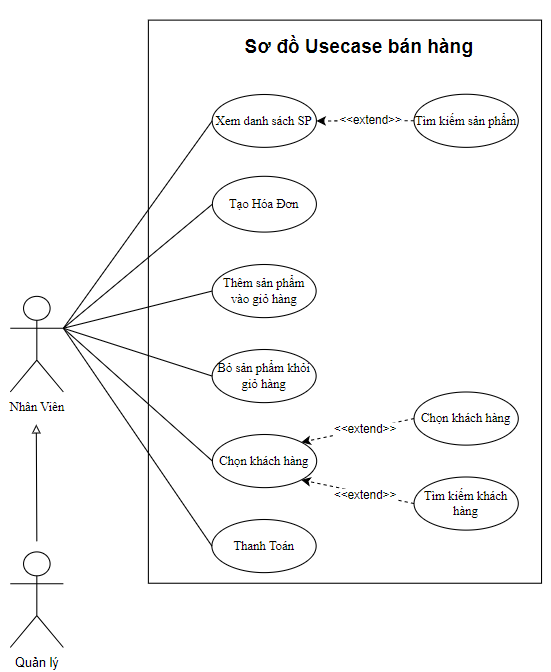 Sơ đồ Usecase bán hàng
Xem danh sách SP
<<extend>>
Tìm kiếm sản phẩm
Tạo Hóa Đơn
Thêm sản phẩm
vào giỏ hàng
Bỏ sản phẩm khỏi
giỏ hàng
Nhân Viên
Chọn khách hàng
<<extend>>
Chọn khách hàng
<<extend>>
Tìm kiếm khách
hàng
Thanh Toán
Quản lý